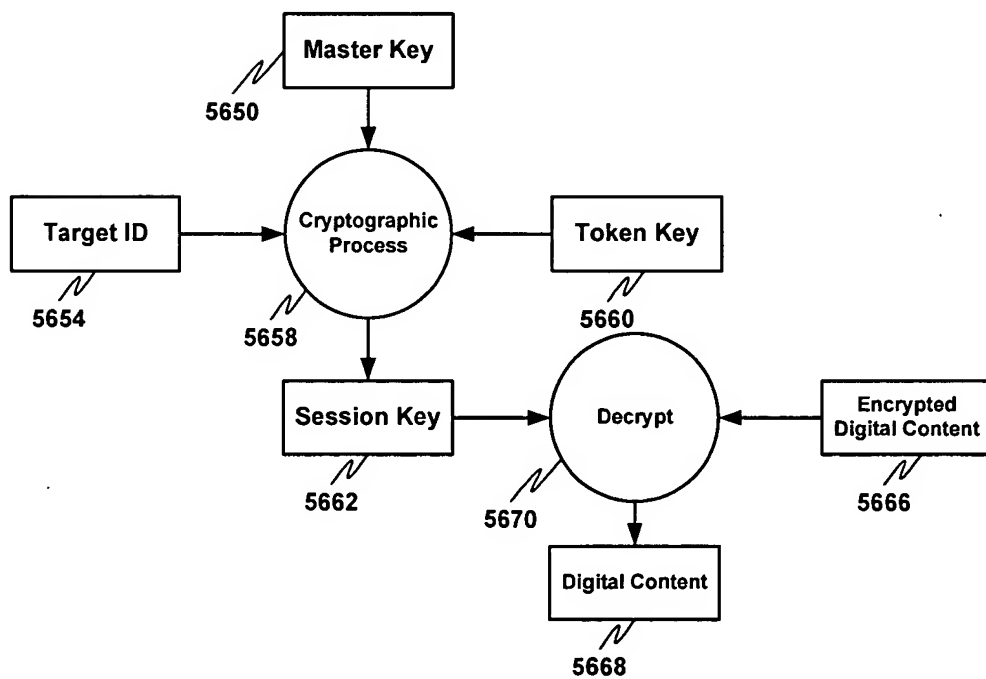 Master Key
5650
Target ID
Cryptographic
Process
Token Key
5654
5658
5660
Session Key
Decrypt
Encrypted
Digital Content
5662
5670
5666
Digital Content
5668